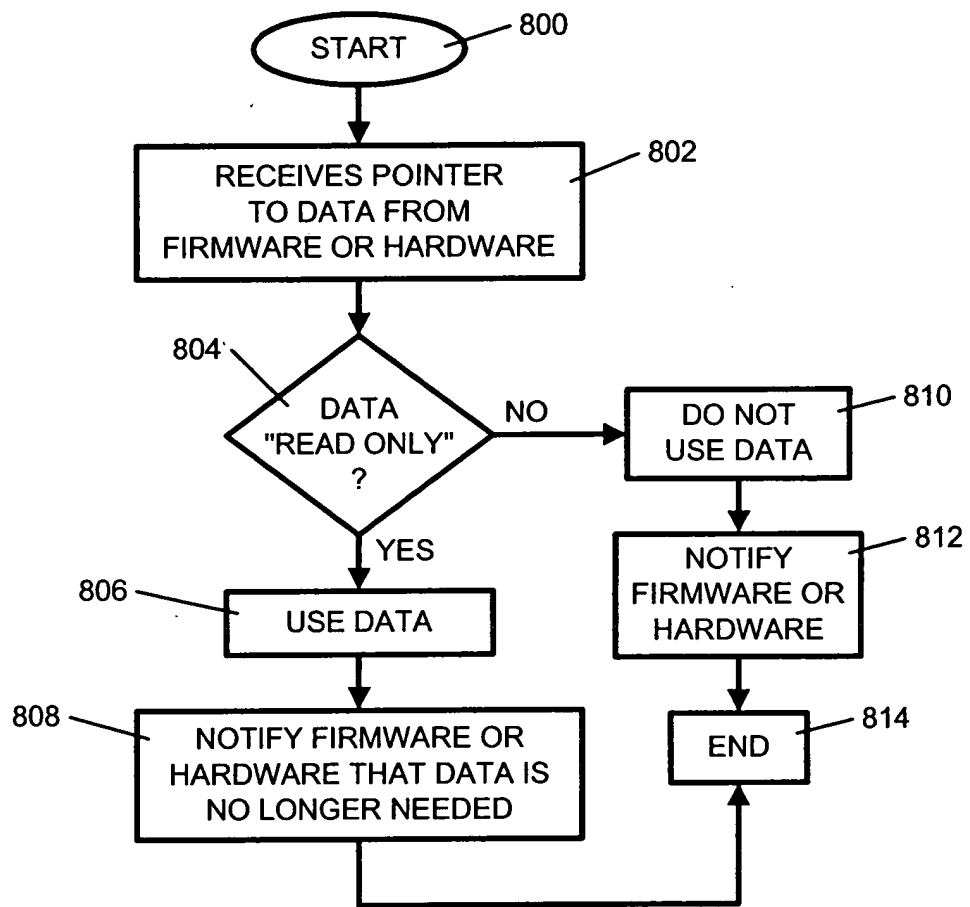 START
800
RECEIVES POINTER
TO DATA FROM
FIRMWARE OR HARDWARE
802
804
DATA
"READ ONLY"
?
NO
YES
DO NOT
USE DATA
810
806
USE DATA
NOTIFY
FIRMWARE OR
HARDWARE
812
808
NOTIFY FIRMWARE OR
HARDWARE THAT DATA IS
NO LONGER NEEDED
END
814